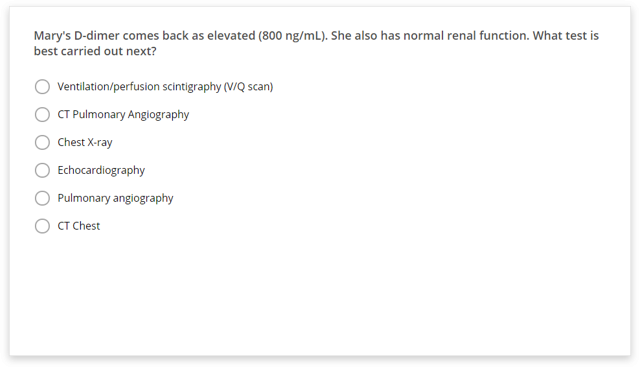 Mary's D-dimer comes back as elevated (800 ng/mL). She also has normal renal function. What test is
best carried out next?
Ventilation/perfusion scintigraphy (V/Q scan)
CT Pulmonary Angiography
Chest X-ray
Echocardiography
Pulmonary angiography
CT Chest